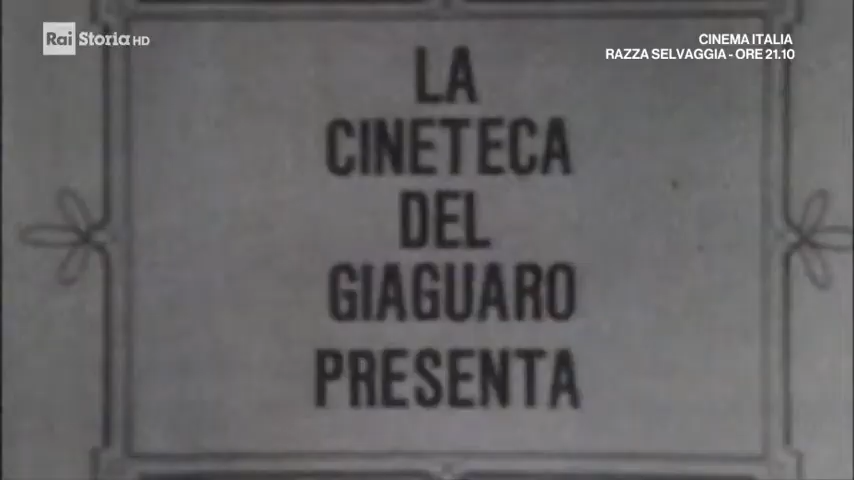 Rai Storia HD
CINEMA ITALIA
RAZZA SELVAGGIA - ORE 21.10
LA
CINETECA
DEL
GIAGUARO
PRESENTA